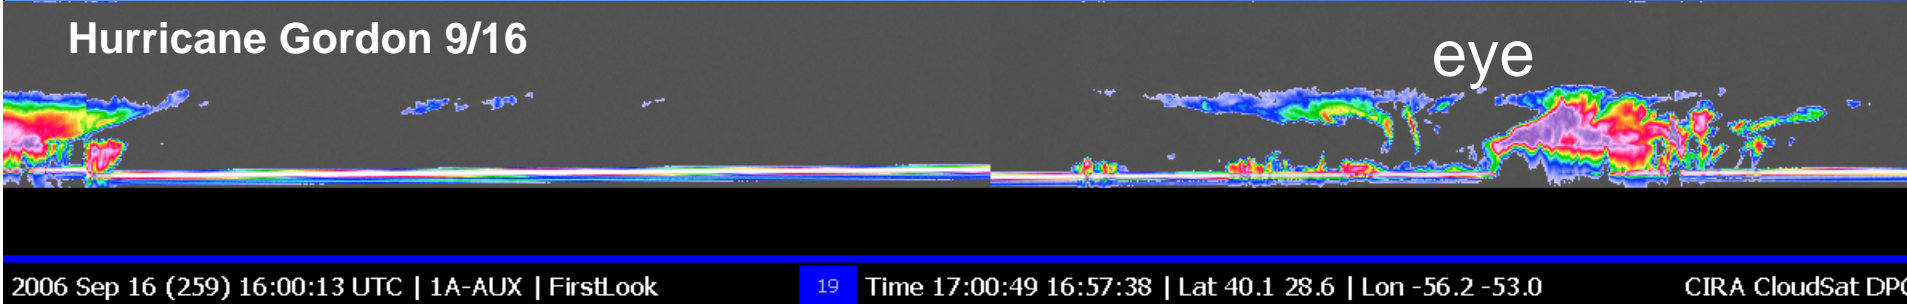 Hurricane Gordon 9/16
eye
2006 Sep 16 (259) 16:00:13 UTC | 1A-AUX | FirstLook 19 Time 17:00:49 16:57:38 | Lat 40.1 28.6 | Lon -56.2 -53.0 CIRA CloudSat DPC